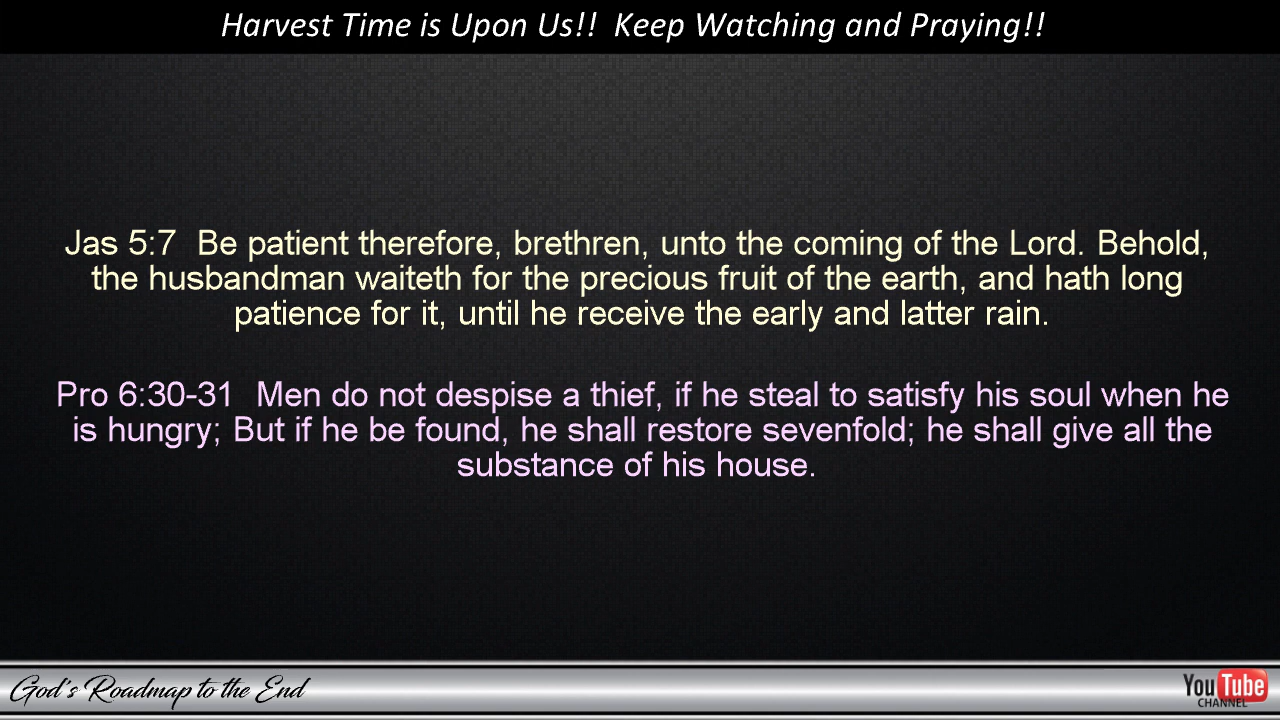 Harvest Time is Upon Us!!  Keep Watching and Praying!!
Jas 5:7  Be patient therefore, brethren, unto the coming of the Lord. Behold,
the husbandman waiteth for the precious fruit of the earth, and hath long
patience for it, until he receive the early and latter rain.
Pro 6:30-31  Men do not despise a thief, if he steal to satisfy his soul when he
is hungry; But if he be found, he shall restore sevenfold; he shall give all the
substance of his house.
God's Roadmap to the End
YouTube
CHANNEL